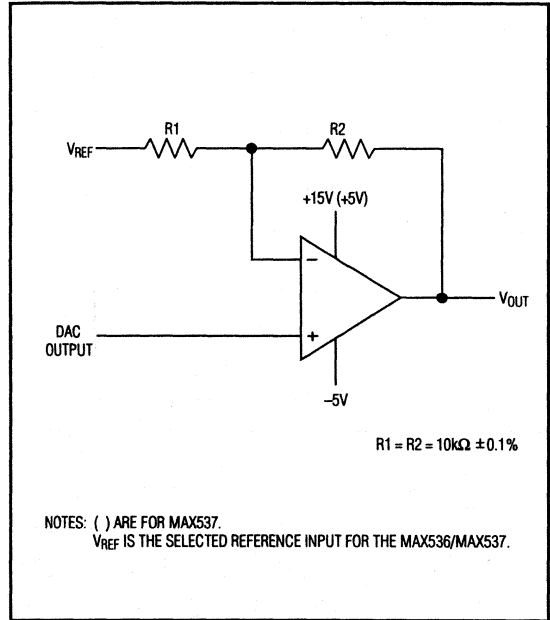 R1
R2
VREF
+15V (+5V)
−
VOUT
DAC
OUTPUT
+
−5V
R1 = R2 = 10kΩ ±0.1%
NOTES: ( ) ARE FOR MAX537.
VREF IS THE SELECTED REFERENCE INPUT FOR THE MAX536/MAX537.